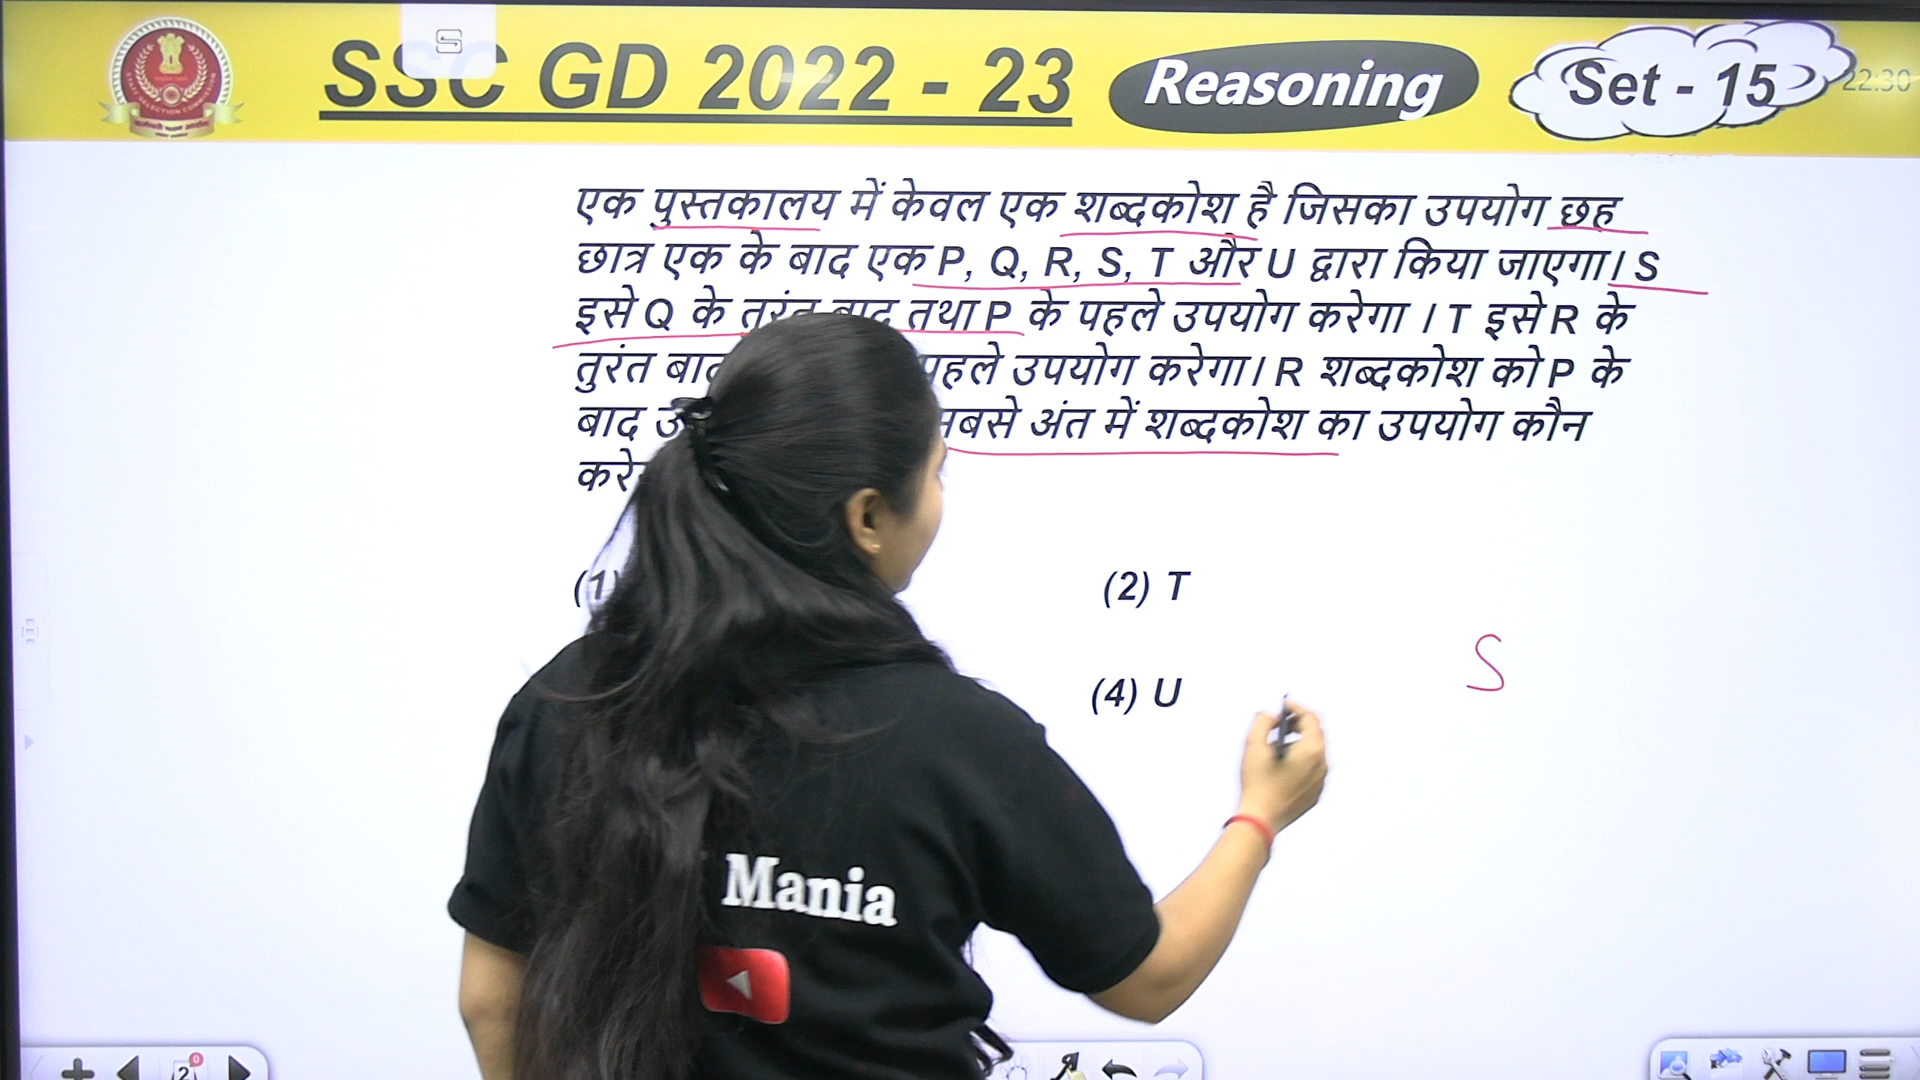 SSC GD 2022 - 23
Reasoning
Set - 15
22:30
एक पुस्तकालय में केवल एक शब्दकोश है जिसका उपयोग छह
छात्र एक के बाद एक P, Q, R, S, T और U द्वारा किया जाएगा। S
इसे Q के तुरंत बाद तथा P के पहले उपयोग करेगा । T इसे R के
तुरंत पहले उपयोग करेगा। R शब्दकोश को P के
बाद सबसे अंत में शब्दकोश का उपयोग कौन
(1)
(2) T
(4) U
S
Mania
2
0